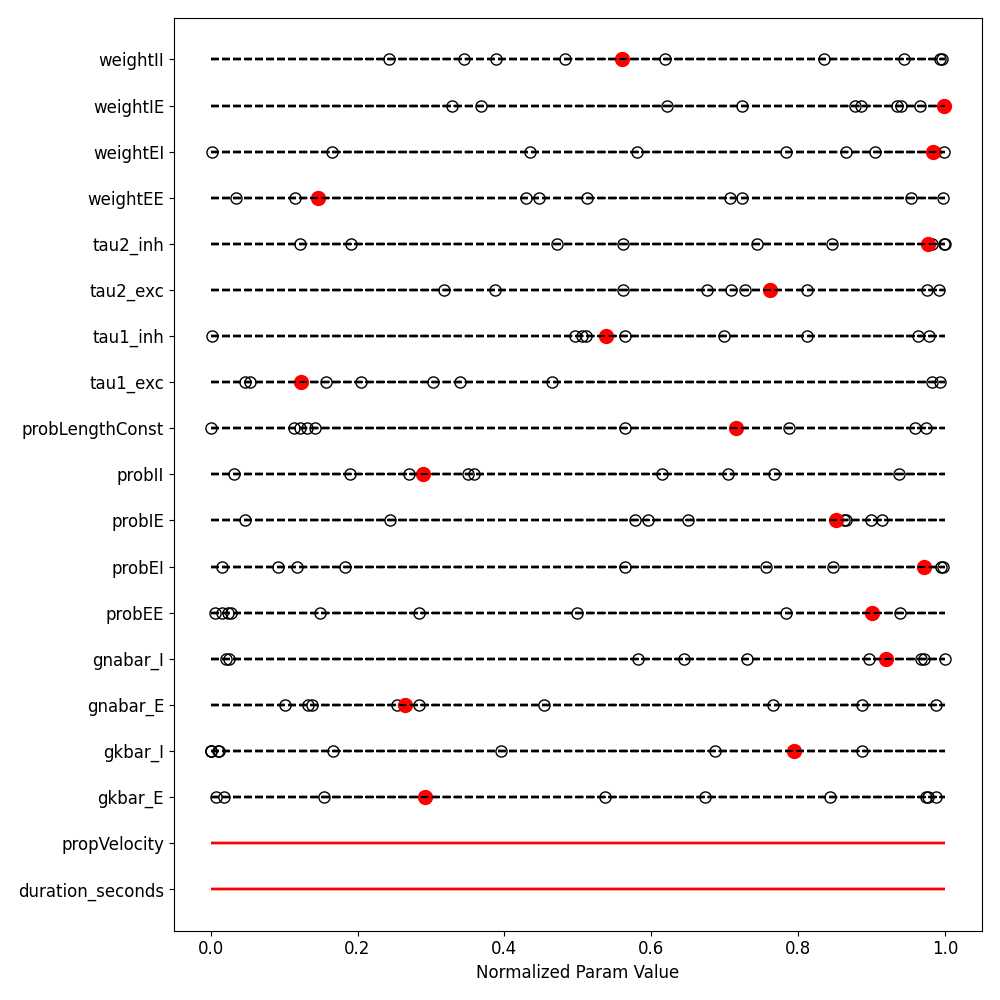 weightII
weightIE
weightEI
weightEE
tau2_inh
tau2_exc
tau1_inh
tau1_exc
probLengthConst
probII
probIE
probEI
probEE
gnabar_I
gnabar_E
gkbar_I
gkbar_E
propVelocity
duration_seconds
0.0 0.2 0.4 0.6 0.8 1.0
Normalized Param Value